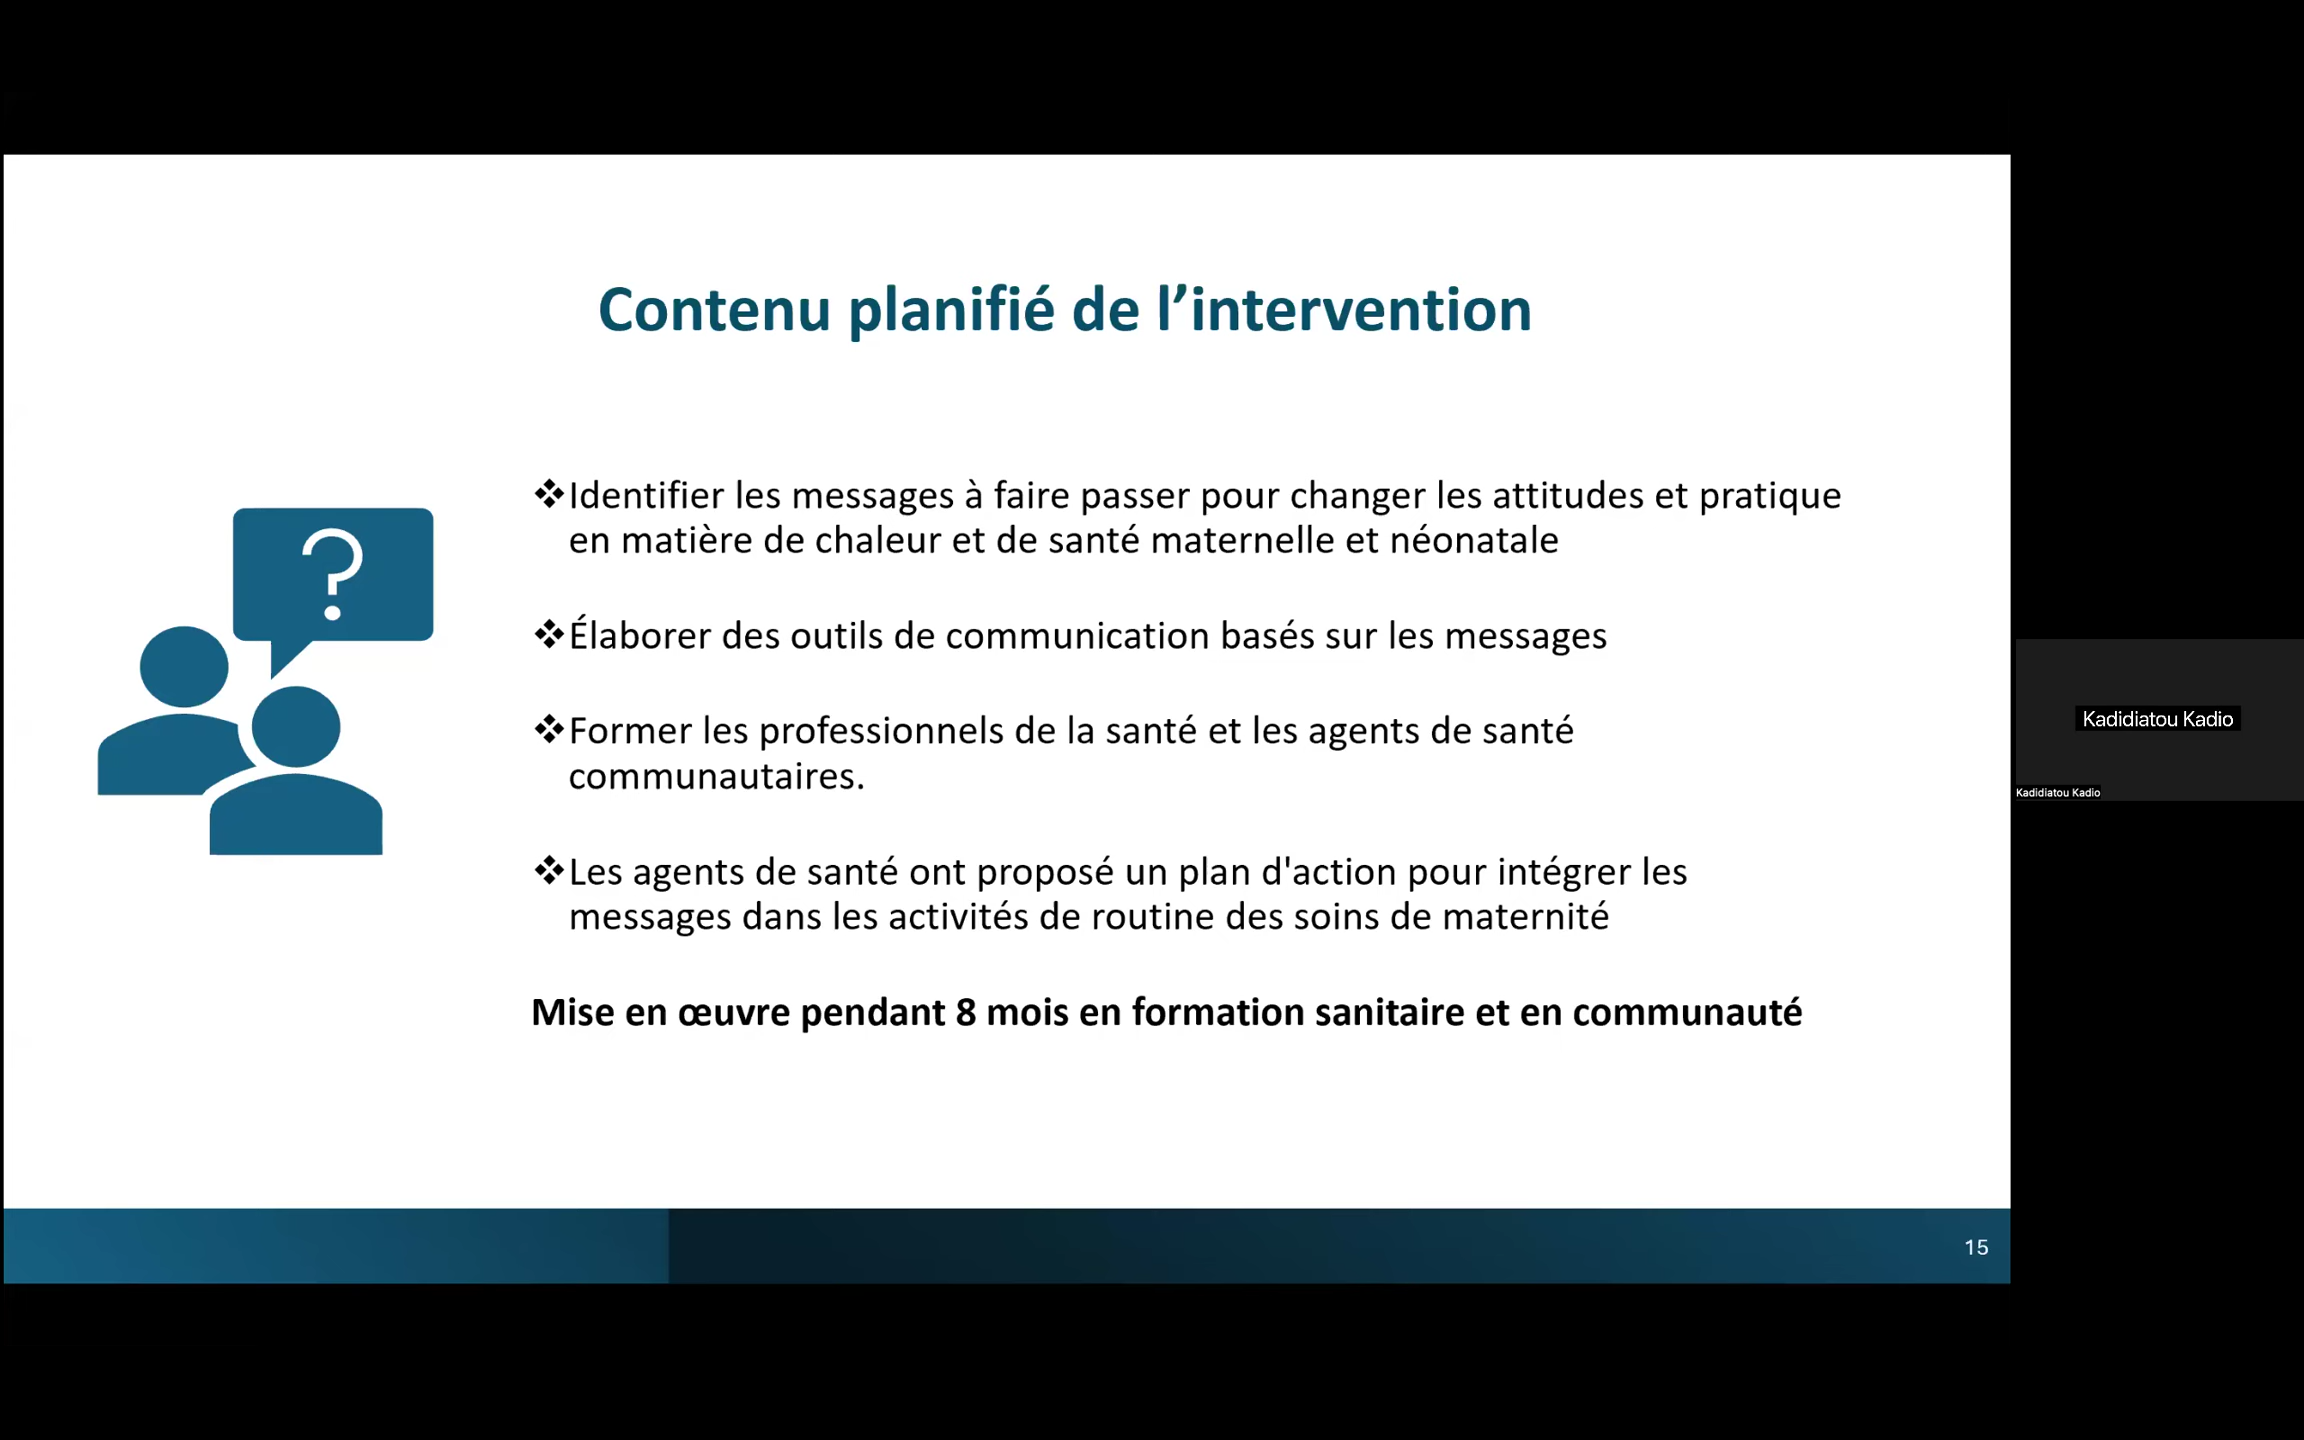 Contenu planifié de l’intervention
?
❖Identifier les messages à faire passer pour changer les attitudes et pratique
en matière de chaleur et de santé maternelle et néonatale
❖Élaborer des outils de communication basés sur les messages
❖Former les professionnels de la santé et les agents de santé
communautaires.
❖Les agents de santé ont proposé un plan d'action pour intégrer les
messages dans les activités de routine des soins de maternité
Mise en œuvre pendant 8 mois en formation sanitaire et en communauté
15
Kadidiatou Kadio
Kadidiatou Kadio